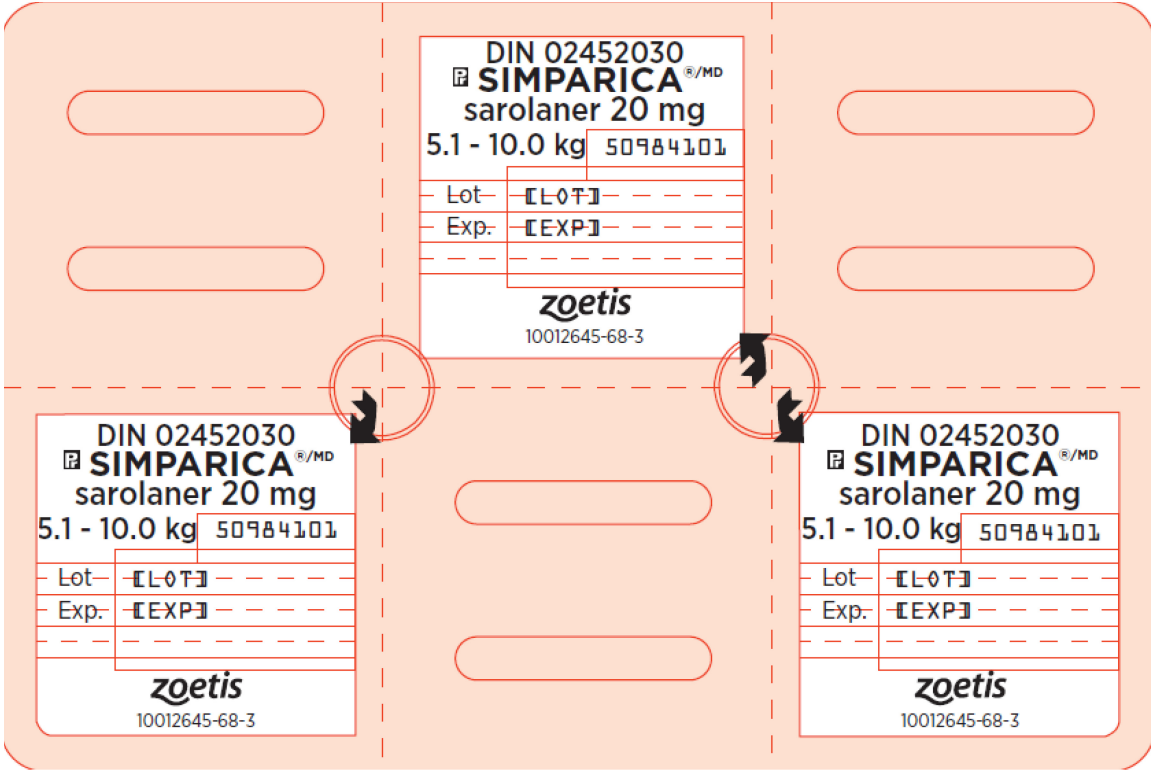 DIN 02452030
Pr SIMPARICA®/MD
sarolaner 20 mg
5.1 - 10.0 kg 50984101
Lot [LOT]
Exp. [EXP]
zoetis
10012645-68-3
DIN 02452030
Pr SIMPARICA®/MD
sarolaner 20 mg
5.1 - 10.0 kg 50984101
Lot [LOT]
Exp. [EXP]
zoetis
10012645-68-3
DIN 02452030
Pr SIMPARICA®/MD
sarolaner 20 mg
5.1 - 10.0 kg 50984101
Lot [LOT]
Exp. [EXP]
zoetis
10012645-68-3